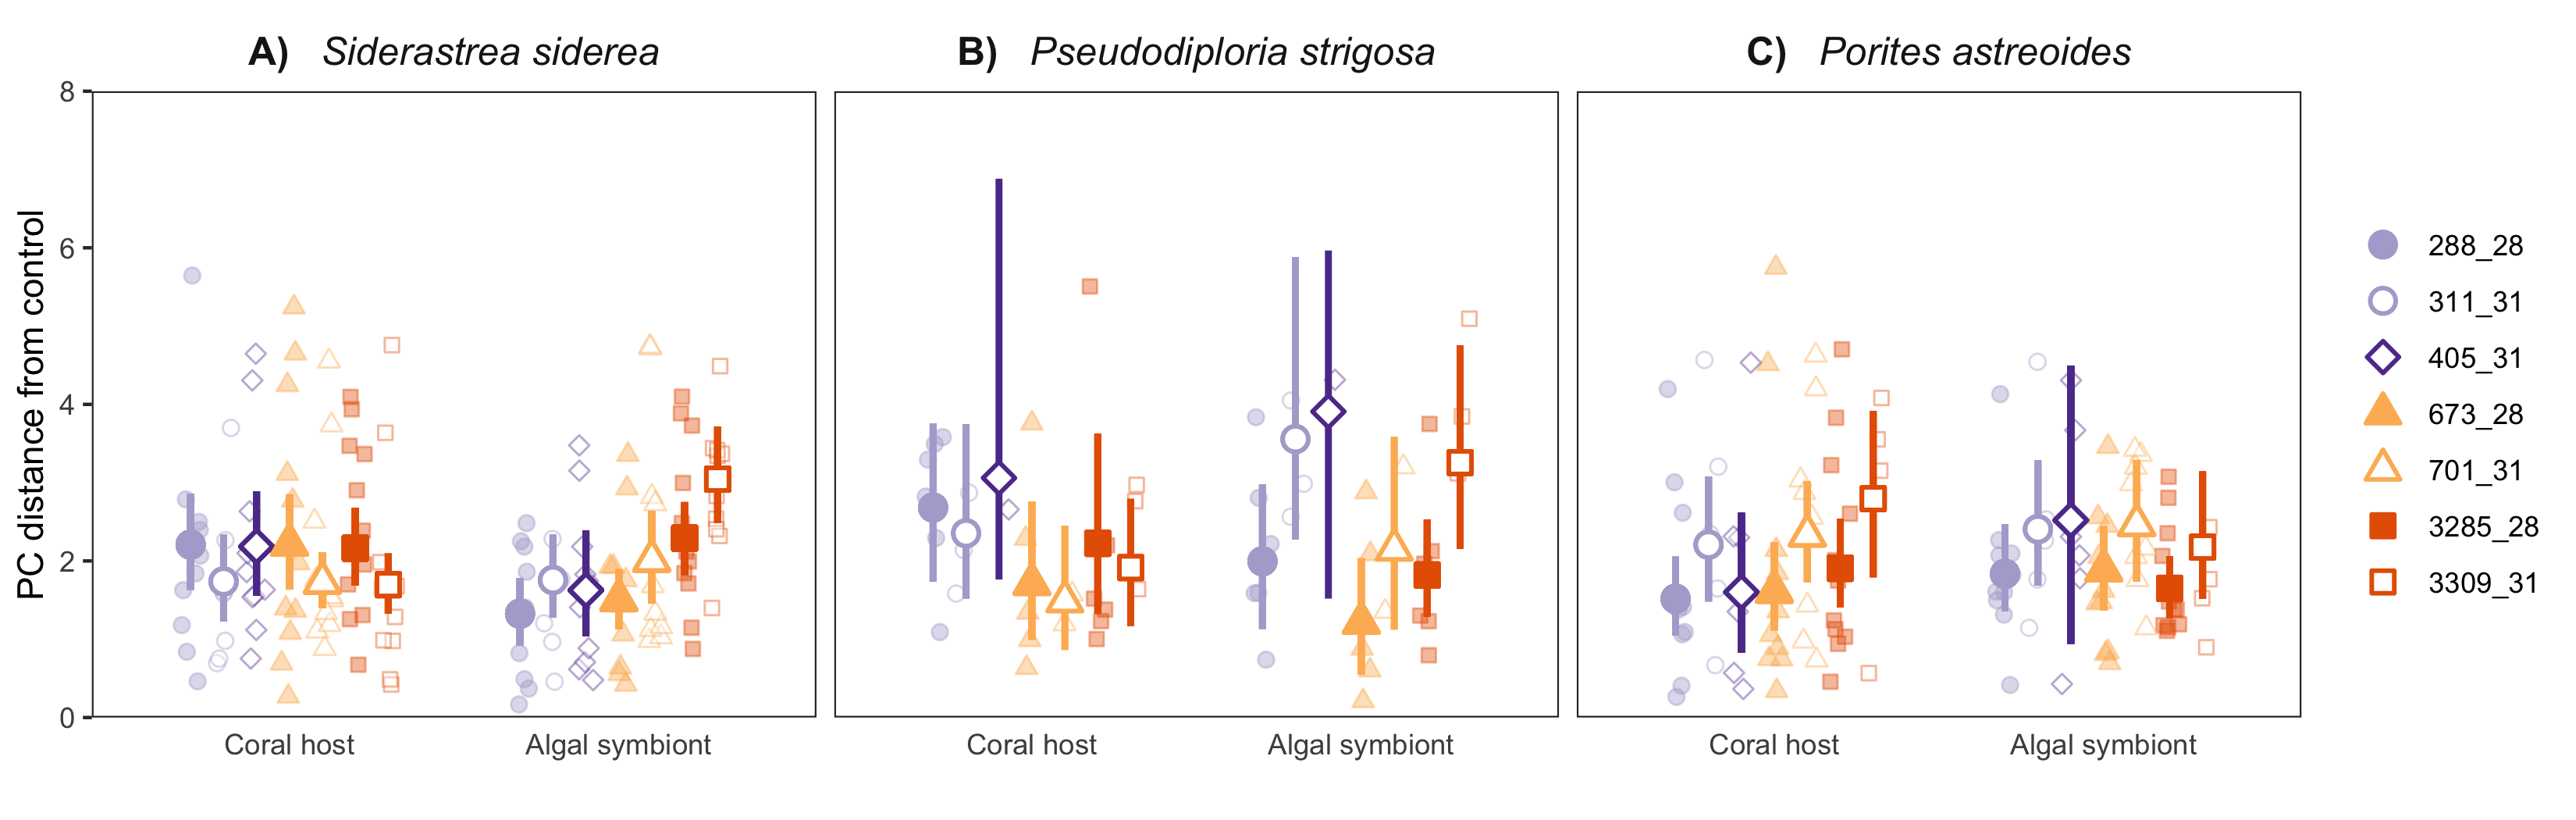 A) Siderastrea siderea
B) Pseudodiploria strigosa
C) Porites astreoides
PC distance from control
8
6
4
2
0
Coral host
Algal symbiont
Coral host
Algal symbiont
Coral host
Algal symbiont
288_28
311_31
405_31
673_28
701_31
3285_28
3309_31